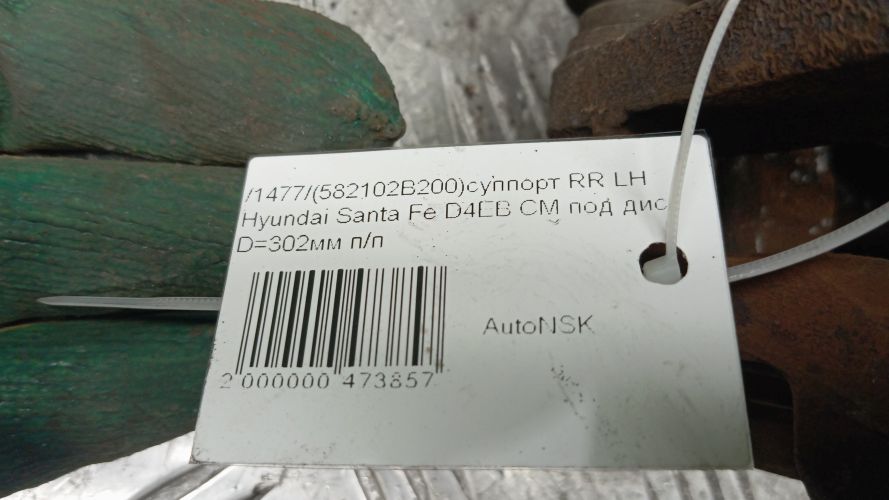 /1477/(582102B200)суппорт RR LH
Hyundai Santa Fe D4EB CM под дис
D=302мм п/п
AutoNSK
2 000000 473857